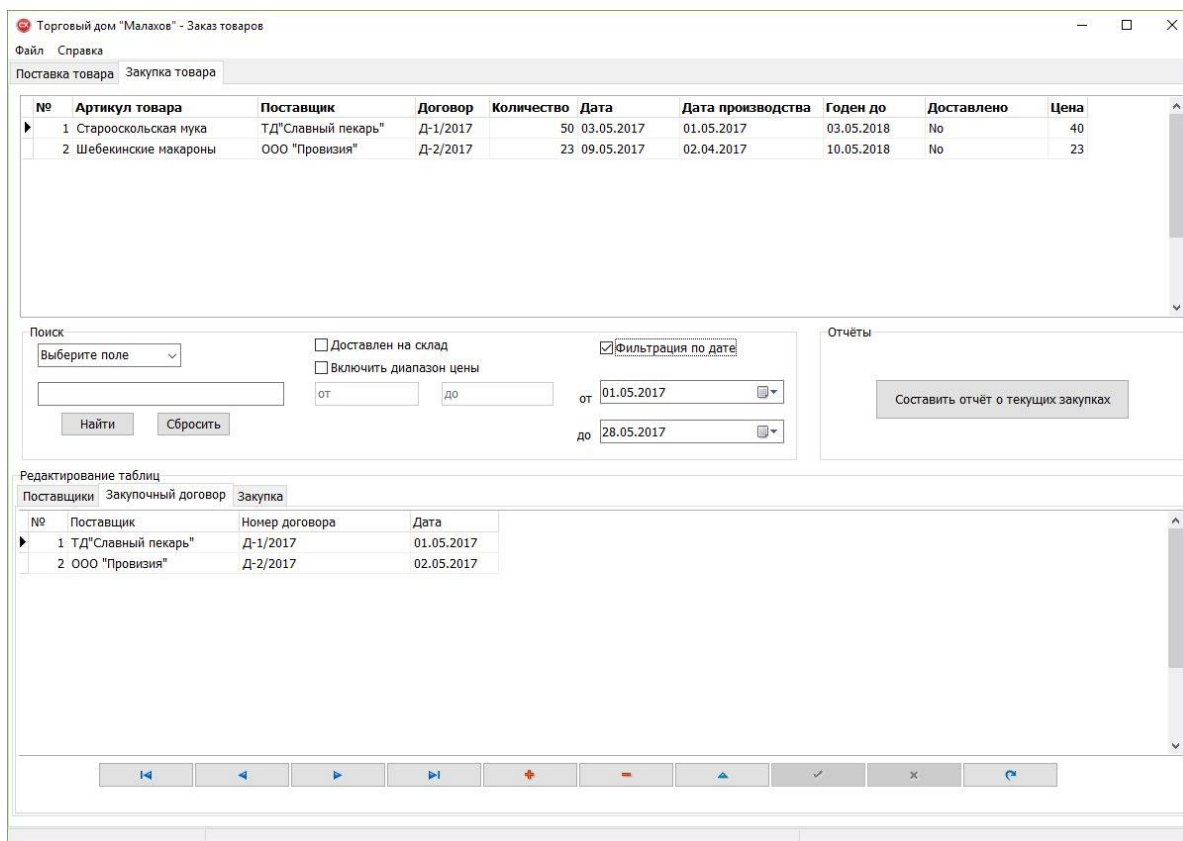 Торговый дом "Малахов" - Заказ товаров
Файл Справка
Поставка товара Закупка товара
№ Артикул товара Поставщик Договор Количество Дата Дата производства Годен до Доставлено Цена
1 Старооскольская мука ТД"Славный пекарь" Д-1/2017 50 03.05.2017 01.05.2017 03.05.2018 No 40
2 Шебекинские макароны ООО "Провизия" Д-2/2017 23 09.05.2017 02.04.2017 10.05.2018 No 23
Поиск Отчёты
Выберите поле Доставлен на склад Фильтрация по дате
Включить диапазон цены
от до от 01.05.2017 Составить отчёт о текущих закупках
Найти Сбросить до 28.05.2017
Редактирование таблиц
Поставщики Закупочный договор Закупка
№ Поставщик Номер договора Дата
1 ТД"Славный пекарь" Д-1/2017 01.05.2017
2 ООО "Провизия" Д-2/2017 02.05.2017